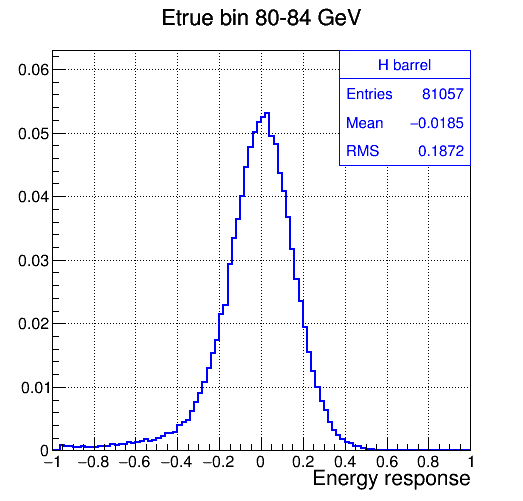 Etrue bin 80-84 GeV
H barrel
Entries 81057
Mean −0.0185
RMS 0.1872
0.06
0.05
0.04
0.03
0.02
0.01
0
−1 −0.8 −0.6 −0.4 −0.2 0 0.2 0.4 0.6 0.8 1
Energy response